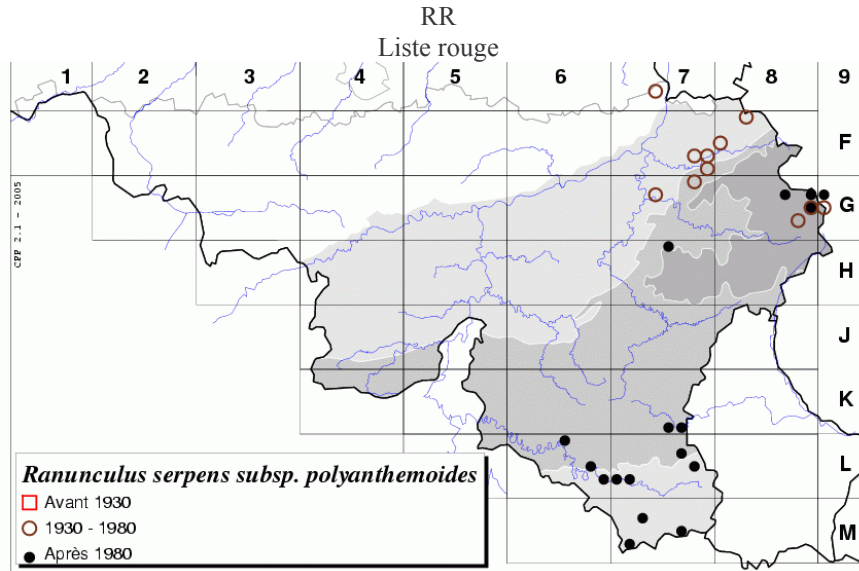 RR
Liste rouge
1 2 3 4 5 6 7 8 9
F
G
H
J
K
L
M
CPP 2.1 - 2005
Ranunculus serpens subsp. polyanthemoides
Avant 1930
1930 - 1980
Après 1980